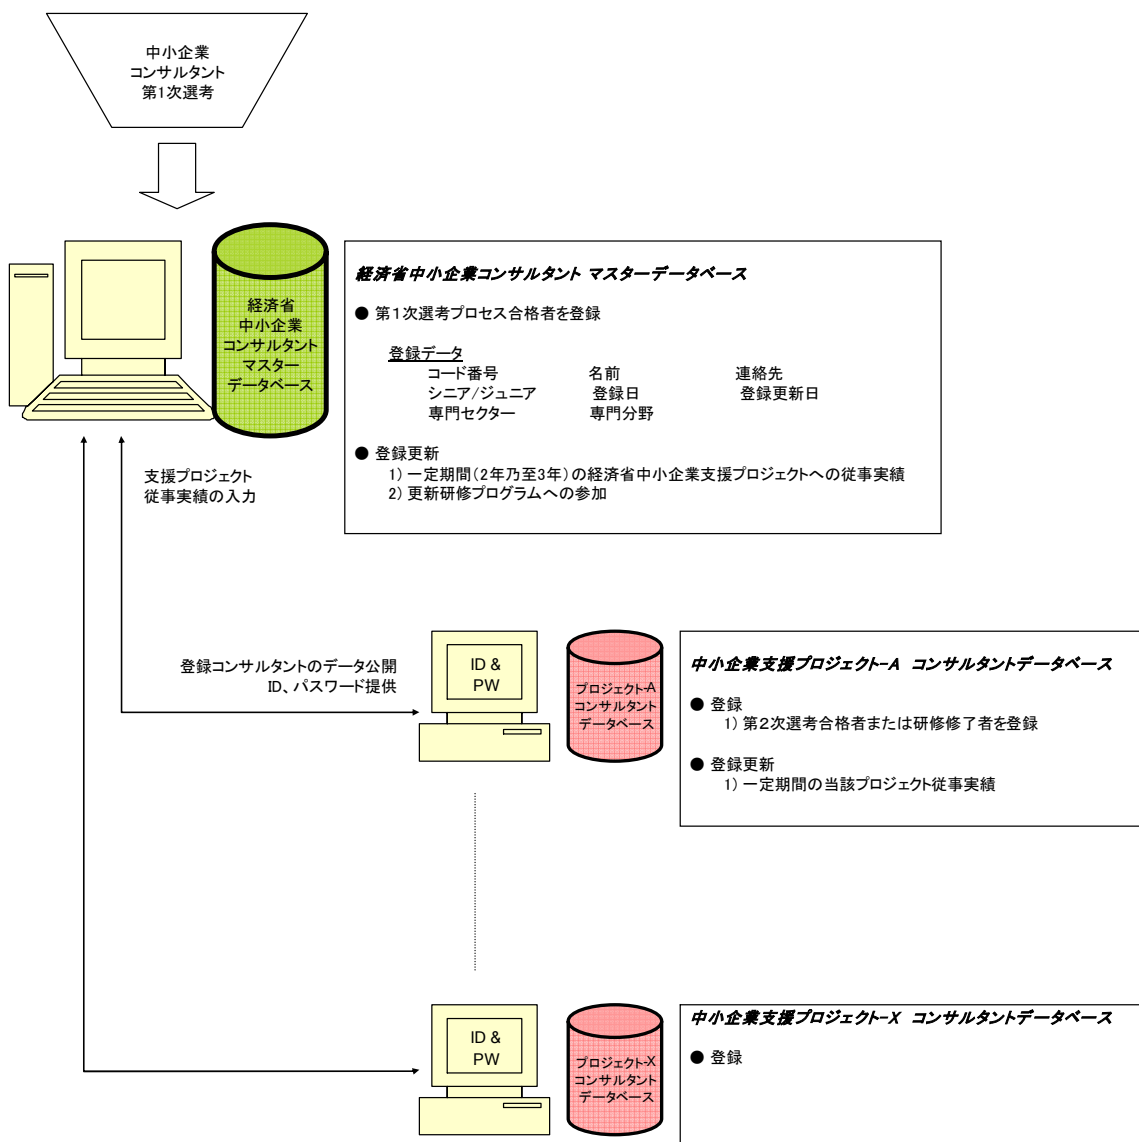 中小企業
コンサルタント
第1次選考
経済省
中小企業
コンサルタント
マスター
データベース
経済省中小企業コンサルタント マスターデータベース
● 第１次選考プロセス合格者を登録
登録データ
コード番号 名前 連絡先
シニア/ジュニア 登録日 登録更新日
専門セクター 専門分野
● 登録更新
1) 一定期間(2年乃至3年)の経済省中小企業支援プロジェクトへの従事実績
2) 更新研修プログラムへの参加
支援プロジェクト
従事実績の入力
登録コンサルタントのデータ公開
ID、パスワード提供
ID &
PW
プロジェクト-A
コンサルタント
データベース
中小企業支援プロジェクト-A コンサルタントデータベース
● 登録
1) 第２次選考合格者または研修修了者を登録
● 登録更新
1) 一定期間の当該プロジェクト従事実績
ID &
PW
プロジェクト-X
コンサルタント
データベース
中小企業支援プロジェクト-X コンサルタントデータベース
● 登録